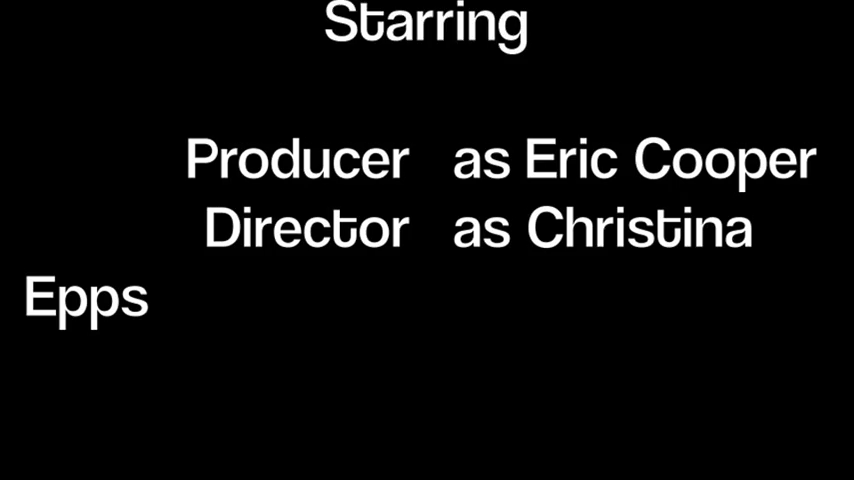 Starring
Producer as Eric Cooper
Director as Christina
Epps